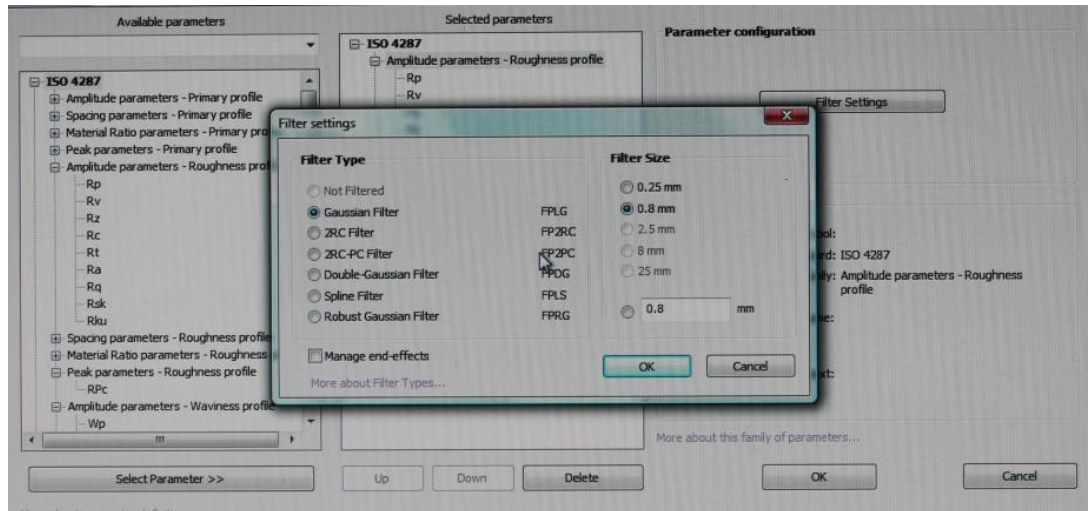 Available parameters
ISO 4287
Amplitude parameters - Primary profile
Spacing parameters - Primary profile
Material Ratio parameters - Primary pro
Peak parameters - Primary profile
Amplitude parameters - Roughness prof
Rp
Rv
Rz
Rc
Rt
Ra
Rq
Rsk
Rku
Spacing parameters - Roughness profile
Material Ratio parameters - Roughness
Peak parameters - Roughness profile
RPc
Amplitude parameters - Waviness profile
Wp
Select Parameter >>
Selected parameters
ISO 4287
Amplitude parameters - Roughness profile
Rp
Rv
Up Down Delete
Parameter configuration
Filter Settings
ISO 4287
Amplitude parameters - Roughness
profile
More about this family of parameters...
OK Cancel
Filter settings
Filter Type
Not Filtered
Gaussian Filter FPLG
2RC Filter FP2RC
2RC-PC Filter FP2PC
Double-Gaussian Filter FPDG
Spline Filter FPLS
Robust Gaussian Filter FPRG
Manage end-effects
More about Filter Types...
Filter Size
0.25 mm
0.8 mm
2.5 mm
8 mm
25 mm
0.8 mm
OK Cancel